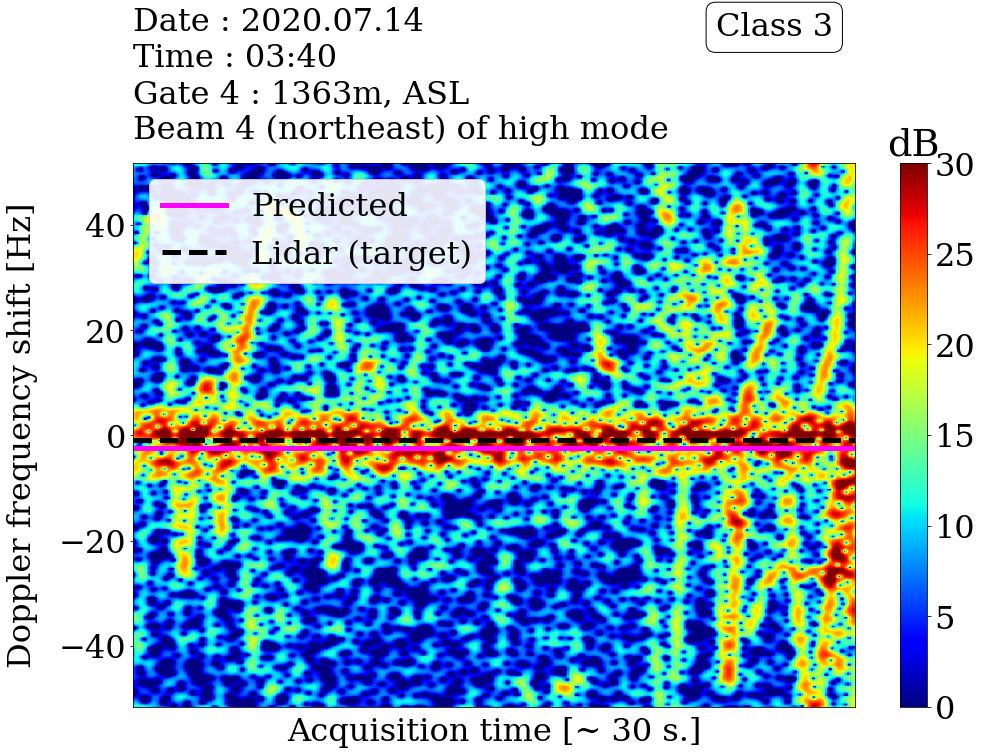 Date : 2020.07.14
Time : 03:40
Gate 4 : 1363m, ASL
Beam 4 (northeast) of high mode
Class 3
dB
Predicted
Lidar (target)
Doppler frequency shift [Hz]
40
20
0
−20
−40
Acquisition time [~ 30 s.]
30
25
20
15
10
5
0